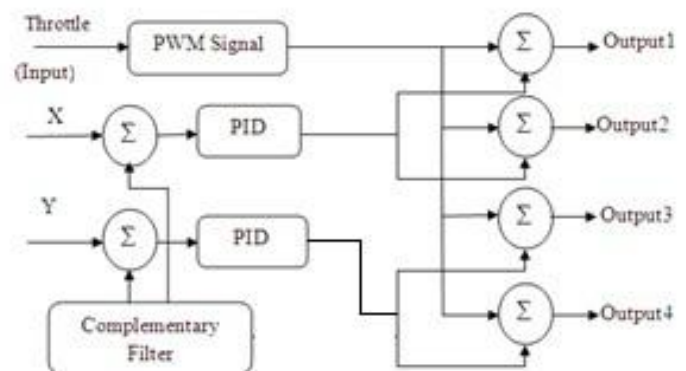 Throttle
(Input)
PWM Signal
Σ
Output1
X
Σ
PID
Σ
Output2
Y
Σ
PID
Σ
Output3
Complementary
Filter
Σ
Output4